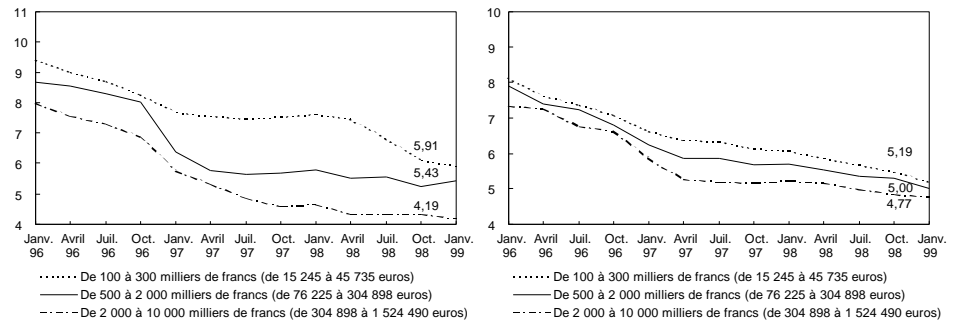 11
10
9
8
7
6
5
4
5,91
5,43
4,19
Janv. Avril Juil. Oct. Janv. Avril Juil. Oct. Janv. Avril Juil. Oct. Janv.
96 96 96 96 97 97 97 97 98 98 98 98 99
De 100 à 300 milliers de francs (de 15 245 à 45 735 euros)
De 500 à 2 000 milliers de francs (de 76 225 à 304 898 euros)
De 2 000 à 10 000 milliers de francs (de 304 898 à 1 524 490 euros)
10
9
8
7
6
5
4
5,19
5,00
4,77
Janv. Avril Juil. Oct. Janv. Avril Juil. Oct. Janv. Avril Juil. Oct. Janv.
96 96 96 96 97 97 97 97 98 98 98 98 99
De 100 à 300 milliers de francs (de 15 245 à 45 735 euros)
De 500 à 2 000 milliers de francs (de 76 225 à 304 898 euros)
De 2 000 à 10 000 milliers de francs (de 304 898 à 1 524 490 euros)